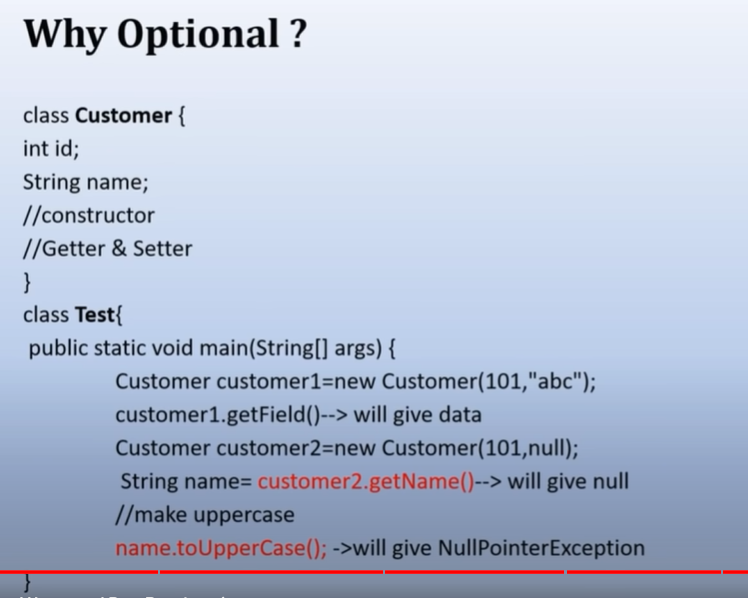 Why Optional ?
class Customer {
int id;
String name;
//constructor
//Getter & Setter
}
class Test{
public static void main(String[] args) {
Customer customer1=new Customer(101,"abc");
customer1.getField()--> will give data
Customer customer2=new Customer(101,null);
String name= customer2.getName()--> will give null
//make uppercase
name.toUpperCase(); ->will give NullPointerException
}